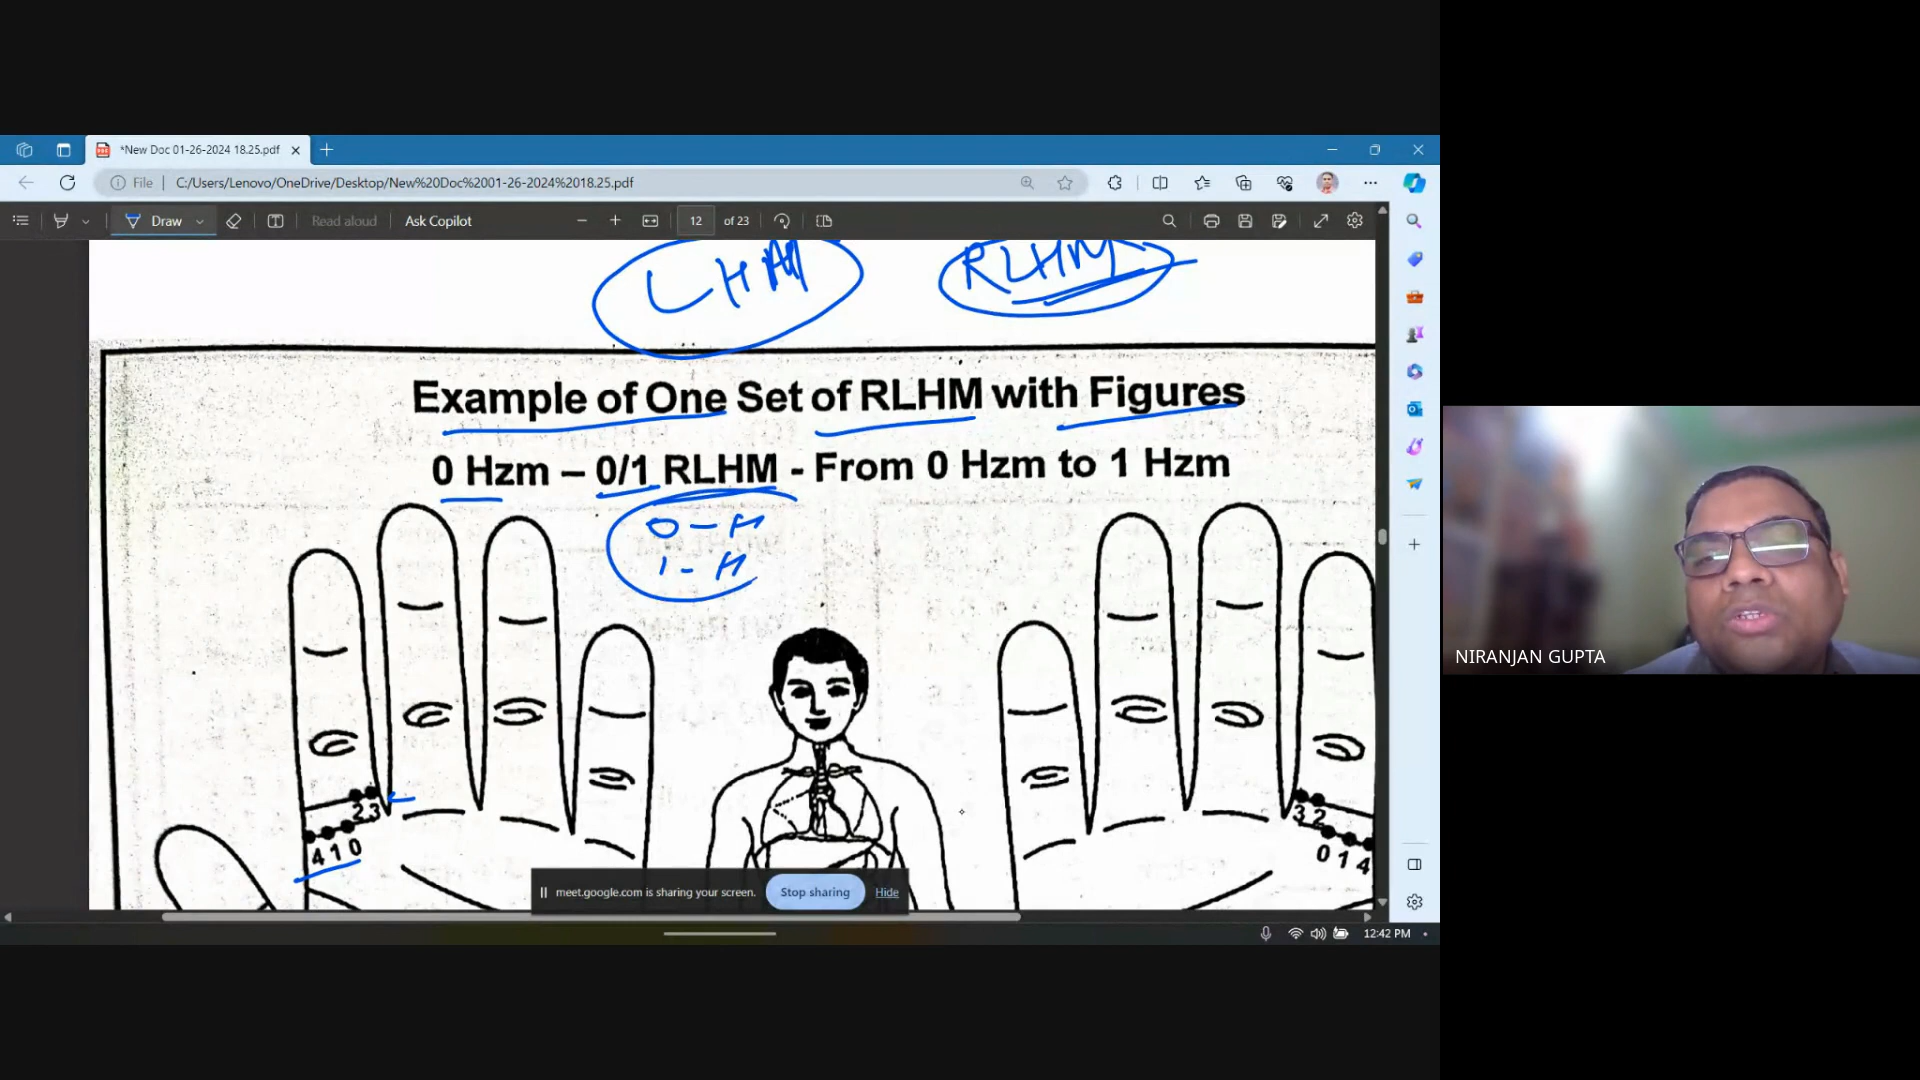 *New Doc 01-26-2024 18.25.pdf
File
C:/Users/Lenovo/OneDrive/Desktop/New%20Doc%2001-26-2024%2018.25.pdf
Draw
Read aloud
Ask Copilot
12 of 23
LHM
RLHM
Example of One Set of RLHM with Figures
0 Hzm – 0/1 RLHM - From 0 Hzm to 1 Hzm
0 – H
1 - H
2 3
4 1 0
3 2
0 1 4
meet.google.com is sharing your screen.
Stop sharing
Hide
12:42 PM
NIRANJAN GUPTA